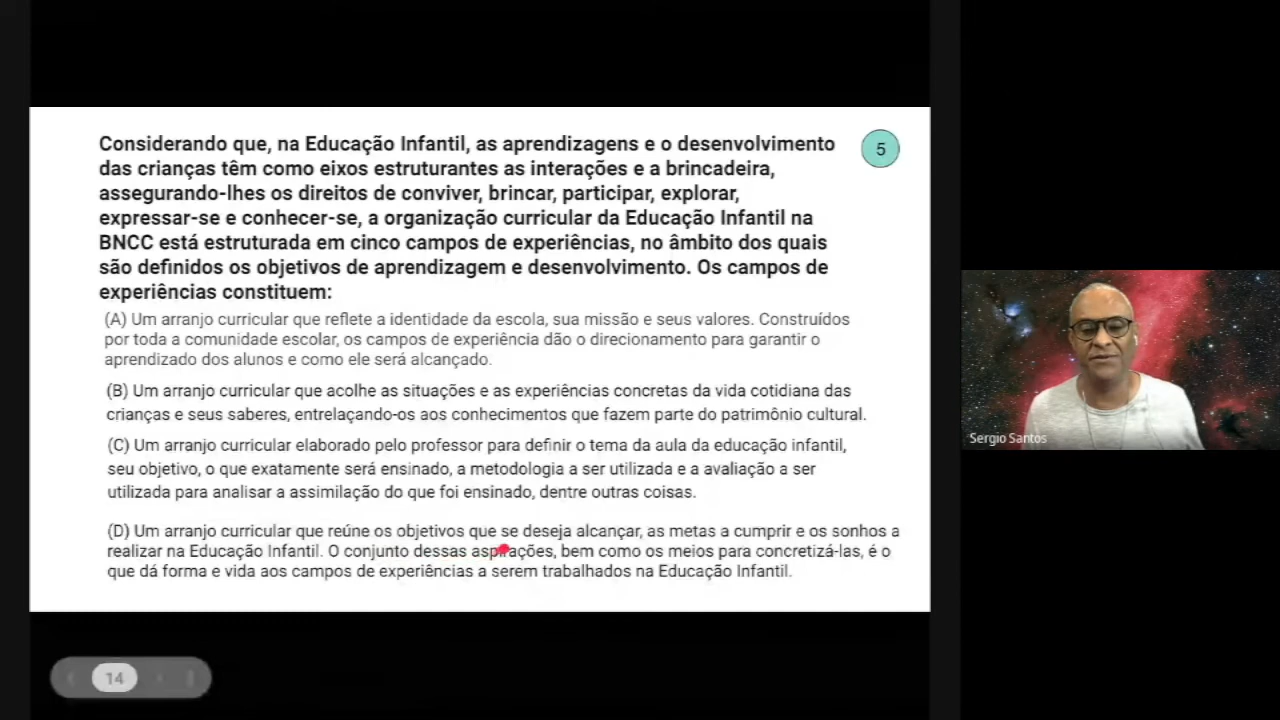 Considerando que, na Educação Infantil, as aprendizagens e o desenvolvimento
das crianças têm como eixos estruturantes as interações e a brincadeira,
assegurando-lhes os direitos de conviver, brincar, participar, explorar,
expressar-se e conhecer-se, a organização curricular da Educação Infantil na
BNCC está estruturada em cinco campos de experiências, no âmbito dos quais
são definidos os objetivos de aprendizagem e desenvolvimento. Os campos de
experiências constituem:
5
(A) Um arranjo curricular que reflete a identidade da escola, sua missão e seus valores. Construídos
por toda a comunidade escolar, os campos de experiência dão o direcionamento para garantir o
aprendizado dos alunos e como ele será alcançado.
(B) Um arranjo curricular que acolhe as situações e as experiências concretas da vida cotidiana das
crianças e seus saberes, entrelaçando-os aos conhecimentos que fazem parte do patrimônio cultural.
(C) Um arranjo curricular elaborado pelo professor para definir o tema da aula da educação infantil,
seu objetivo, o que exatamente será ensinado, a metodologia a ser utilizada e a avaliação a ser
utilizada para analisar a assimilação do que foi ensinado, dentre outras coisas.
(D) Um arranjo curricular que reúne os objetivos que se deseja alcançar, as metas a cumprir e os sonhos a
realizar na Educação Infantil. O conjunto dessas aspirações, bem como os meios para concretizá-las, é o
que dá forma e vida aos campos de experiências a serem trabalhados na Educação Infantil.
Sergio Santos
14